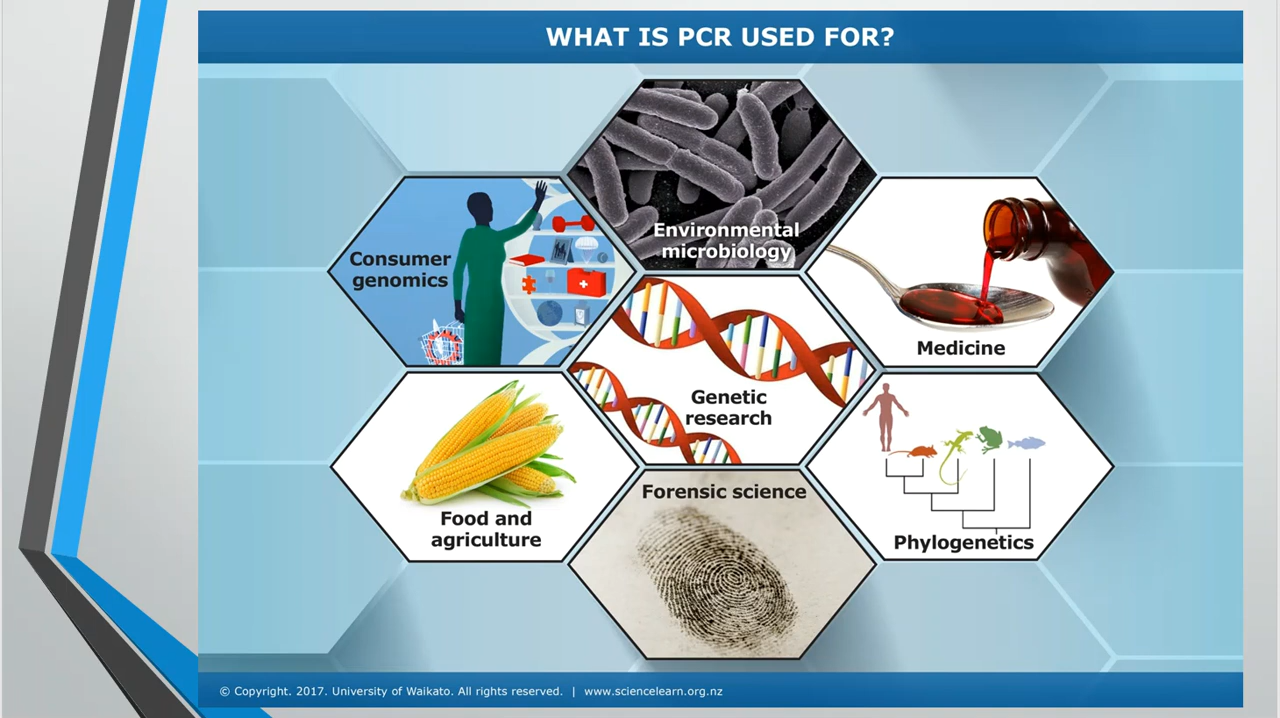 WHAT IS PCR USED FOR?
Environmental
microbiology
Consumer
genomics
Medicine
Genetic
research
Food and
agriculture
Forensic science
Phylogenetics
© Copyright. 2017. University of Waikato. All rights reserved. | www.sciencelearn.org.nz